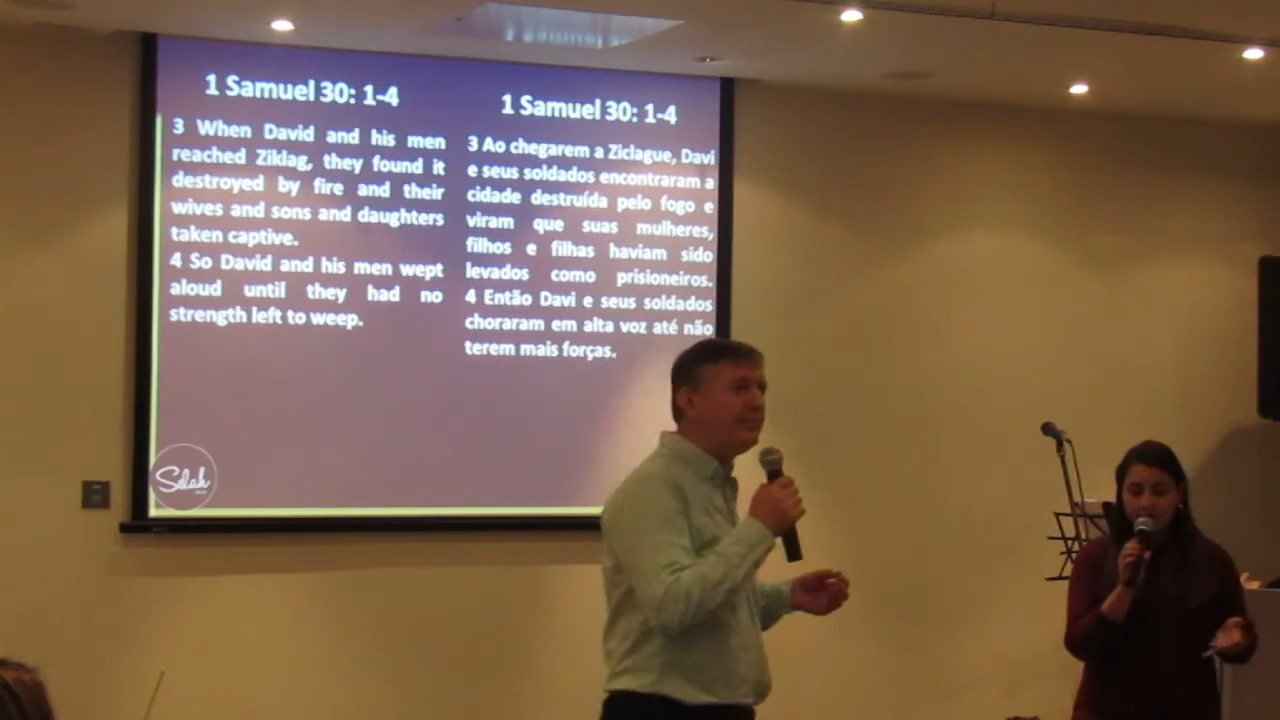 1 Samuel 30: 1-4
3 When David and his men
reached Ziklag, they found it
destroyed by fire and their
wives and sons and daughters
taken captive.
4 So David and his men wept
aloud until they had no
strength left to weep.
1 Samuel 30: 1-4
3 Ao chegarem a Ziclague, Davi
e seus soldados encontraram a
cidade destruída pelo fogo e
viram que suas mulheres,
filhos e filhas haviam sido
levados como prisioneiros.
4 Então Davi e seus soldados
choraram em alta voz até não
terem mais forças.
Selah